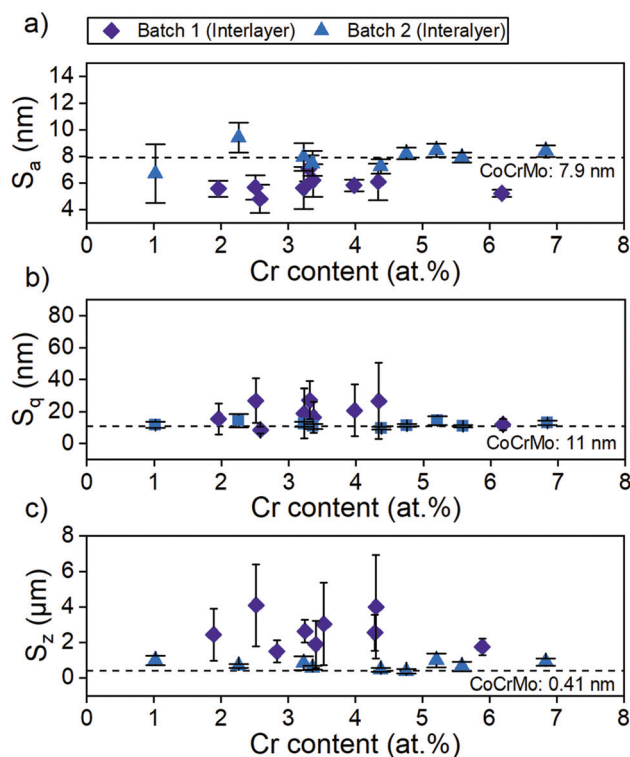 a)
Batch 1 (Interlayer)
Batch 2 (Interalyer)
14
12
10
8
6
4
Sa (nm)
CoCrMo: 7.9 nm
0 1 2 3 4 5 6 7 8
Cr content (at.%)
b)
80
60
40
20
0
Sq (nm)
CoCrMo: 11 nm
0 1 2 3 4 5 6 7 8
Cr content (at.%)
c)
8
6
4
2
0
Sz (μm)
CoCrMo: 0.41 nm
0 1 2 3 4 5 6 7 8
Cr content (at.%)